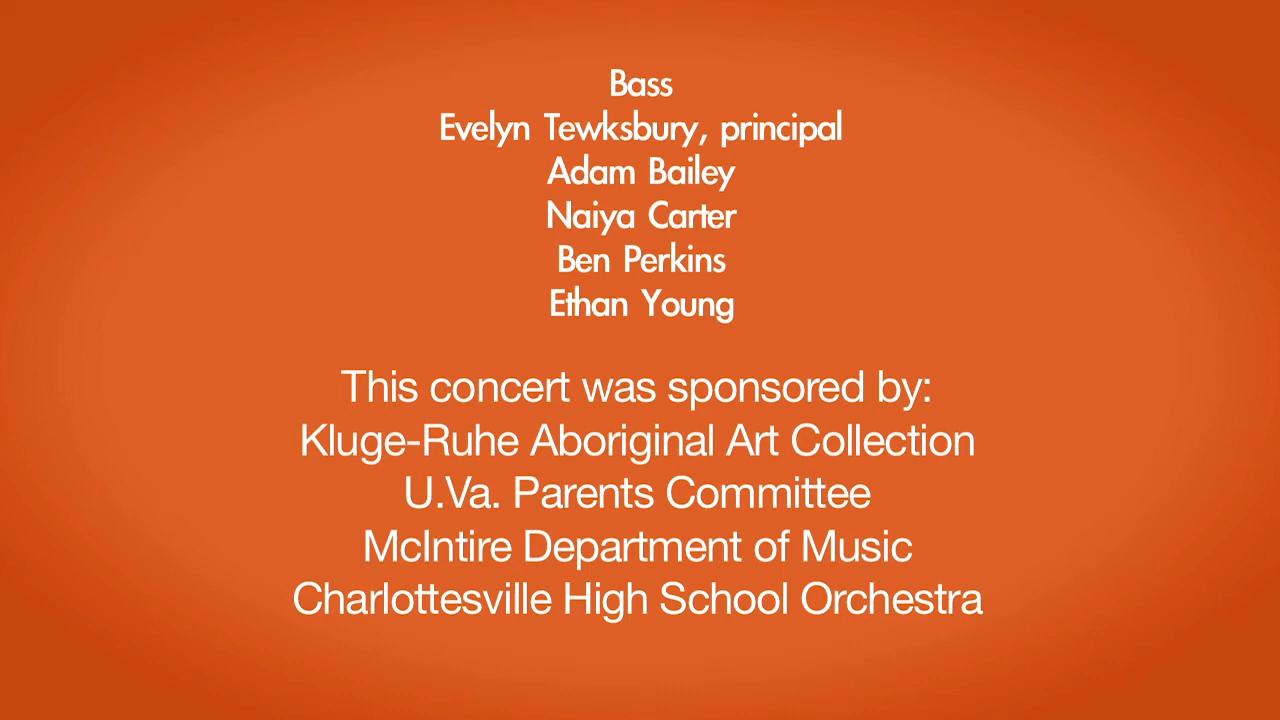 Bass
Evelyn Tewksbury, principal
Adam Bailey
Naiya Carter
Ben Perkins
Ethan Young
This concert was sponsored by:
Kluge-Ruhe Aboriginal Art Collection
U.Va. Parents Committee
McIntire Department of Music
Charlottesville High School Orchestra